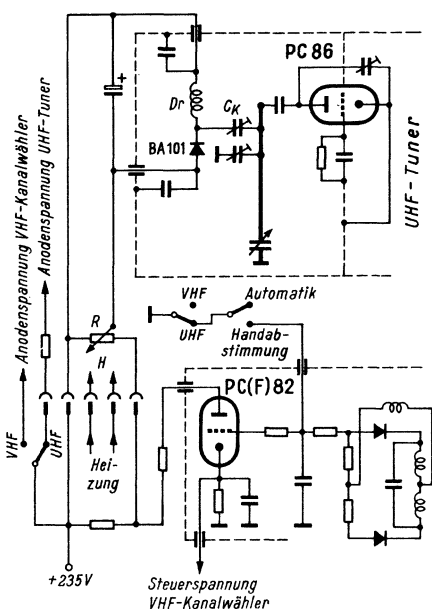 PC 86
+
Dr
CK
BA101
UHF-Tuner
Anodenspannung VHF-Kanalwähler
Anodenspannung UHF-Tuner
VHF
UHF
Automatik
Handab-
stimmung
R
H
PC(F)82
VHF
UHF
Hei-
zung
+235V
Steuerspannung
VHF-Kanalwähler